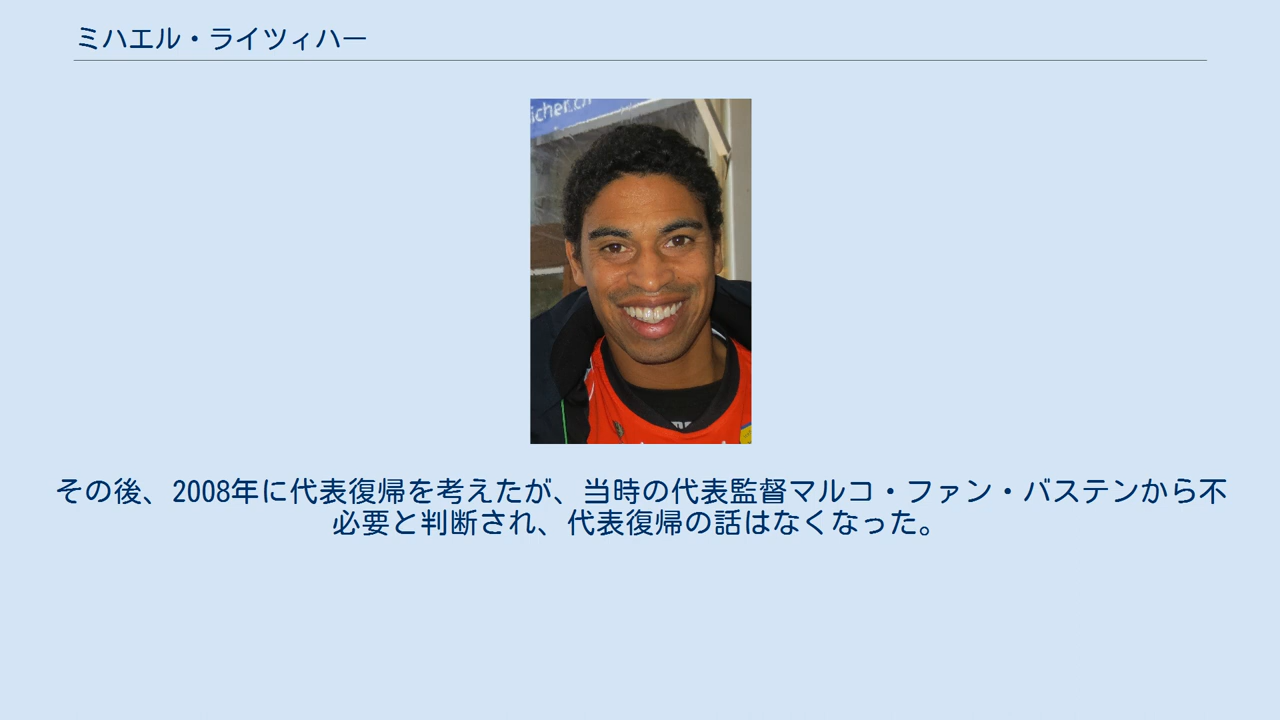 ミハエル・ライツィハー
icher.ch
その後、2008年に代表復帰を考えたが、当時の代表監督マルコ・ファン・バステンから不
必要と判断され、代表復帰の話はなくなった。